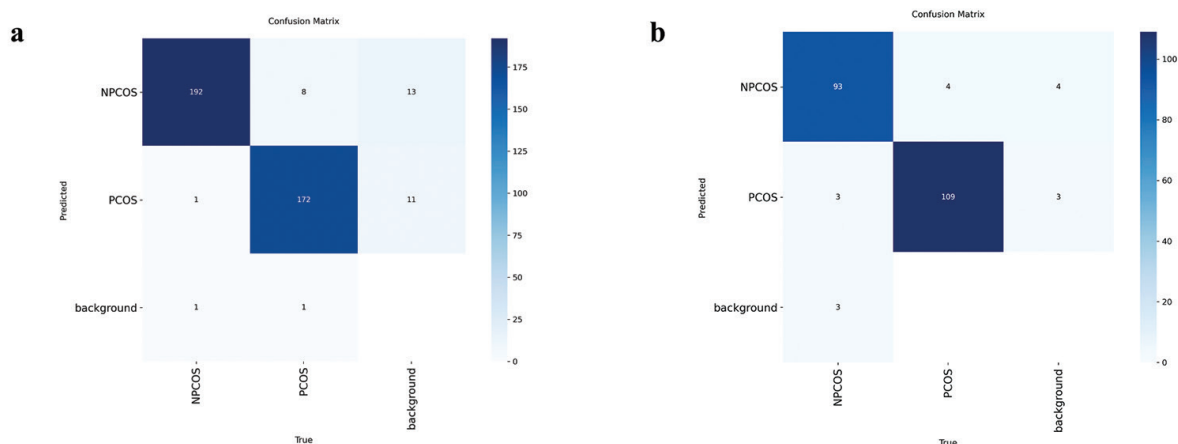 a
Confusion Matrix
NPCOS
192
8
13
PCOS
1
172
11
background
1
1
NPCOS
PCOS
background
Predicted
True
175
150
125
100
75
50
25
0
b
Confusion Matrix
NPCOS
93
4
4
PCOS
3
109
3
background
3
NPCOS
PCOS
background
Predicted
True
100
80
60
40
20
0